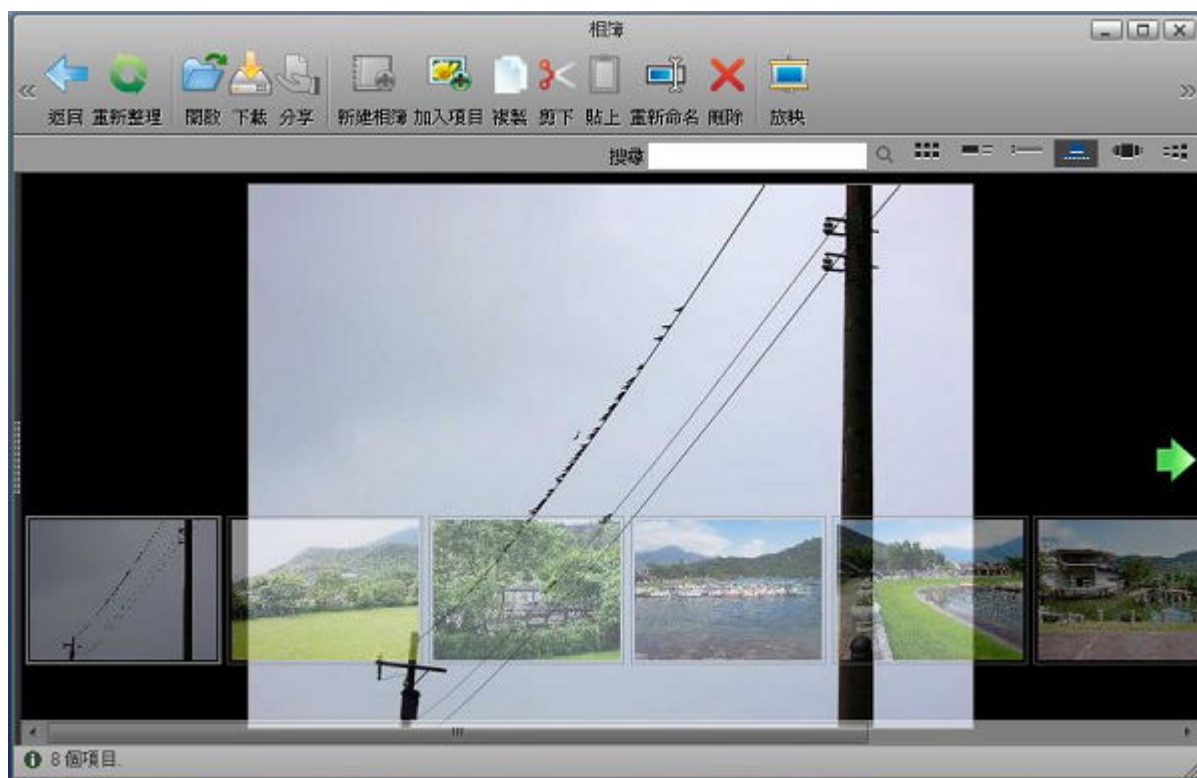 相簿
返回 重新整理 開啟 下載 分享 新建相簿 加入項目 複製 剪下 貼上 重新命名 刪除 放映
搜尋
8 個項目.